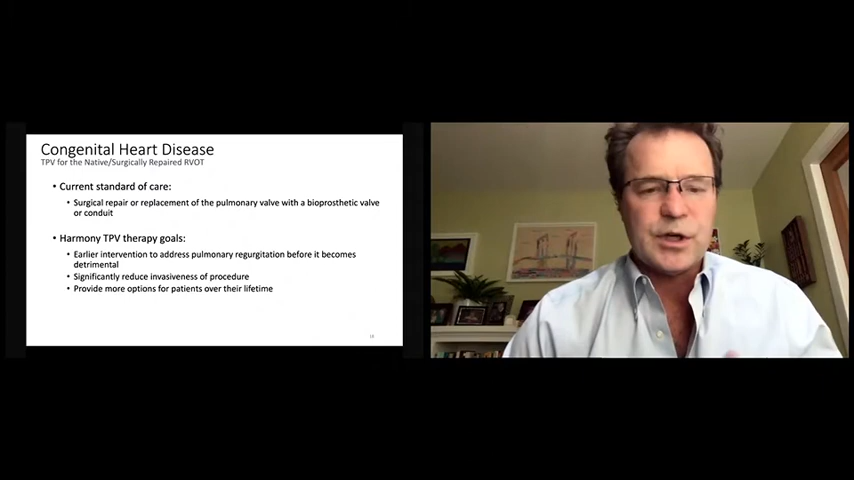 Congenital Heart Disease
TPV for the Native/Surgically Repaired RVOT
• Current standard of care:
• Surgical repair or replacement of the pulmonary valve with a bioprosthetic valve
or conduit
• Harmony TPV therapy goals:
• Earlier intervention to address pulmonary regurgitation before it becomes
detrimental
• Significantly reduce invasiveness of procedure
• Provide more options for patients over their lifetime